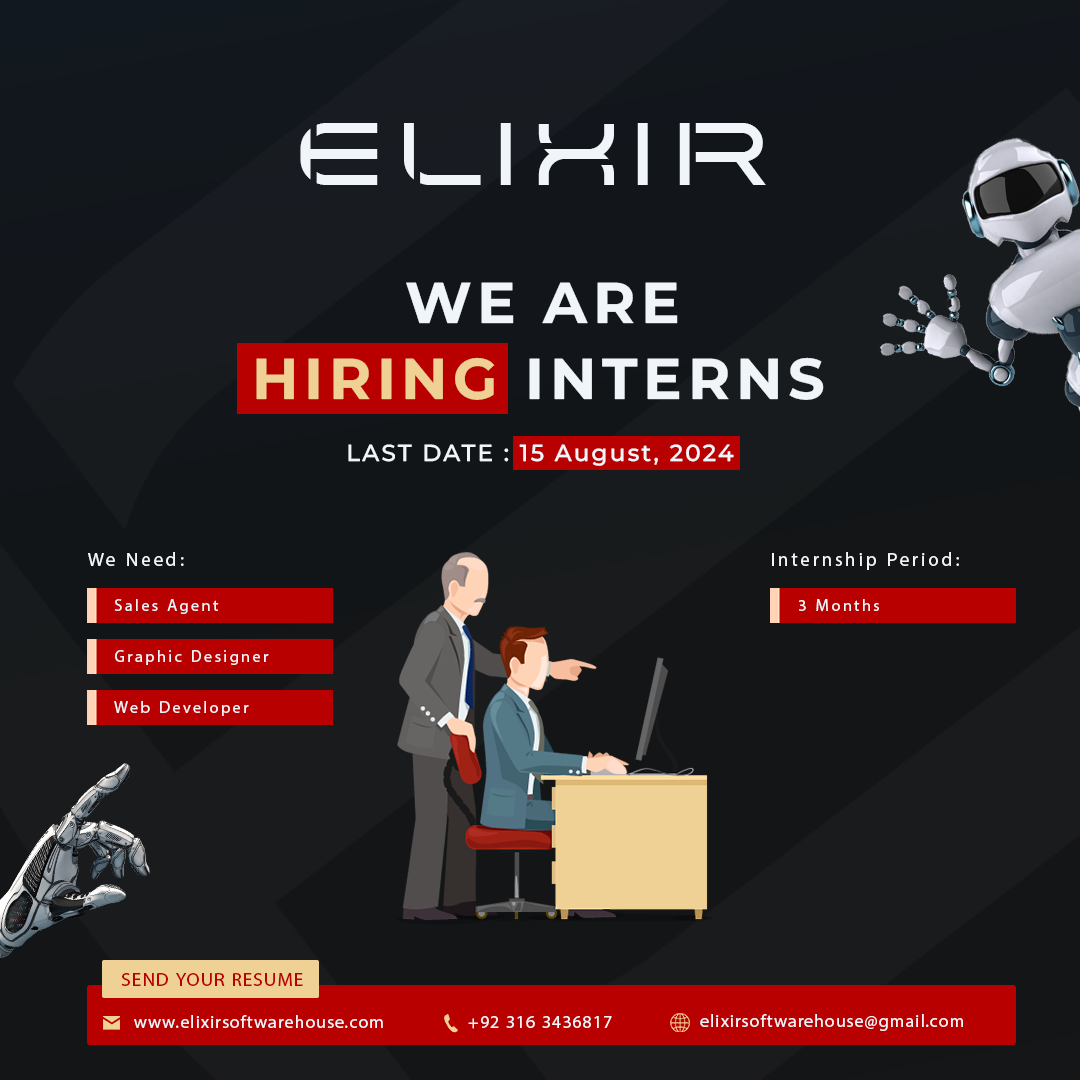 ELIXIR
WE ARE
HIRING INTERNS
LAST DATE : 15 August, 2024
We Need:
Sales Agent
Graphic Designer
Web Developer
Internship Period:
3 Months
SEND YOUR RESUME
www.elixirsoftwarehouse.com
+92 316 3436817
elixirsoftwarehouse@gmail.com